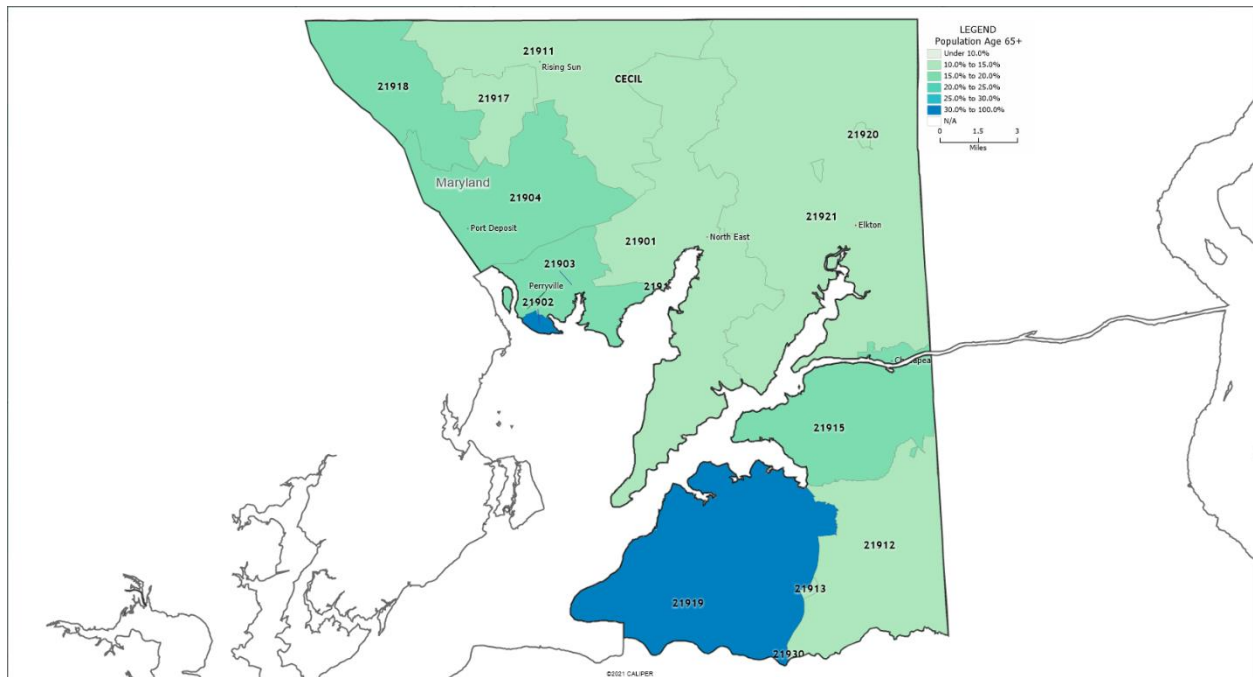 LEGEND
Population Age 65+
Under 10.0%
10.0% to 15.0%
15.0% to 20.0%
20.0% to 25.0%
25.0% to 30.0%
30.0% to 100.0%
N/A
0 1.5 3
Miles
21911
Rising Sun
CECIL
21918
21917
21920
Maryland
21904
21921
Port Deposit
21901
North East
Elkton
21903
Perryville
21902
21915
21912
21913
21919
21930
©2021 CALIPER